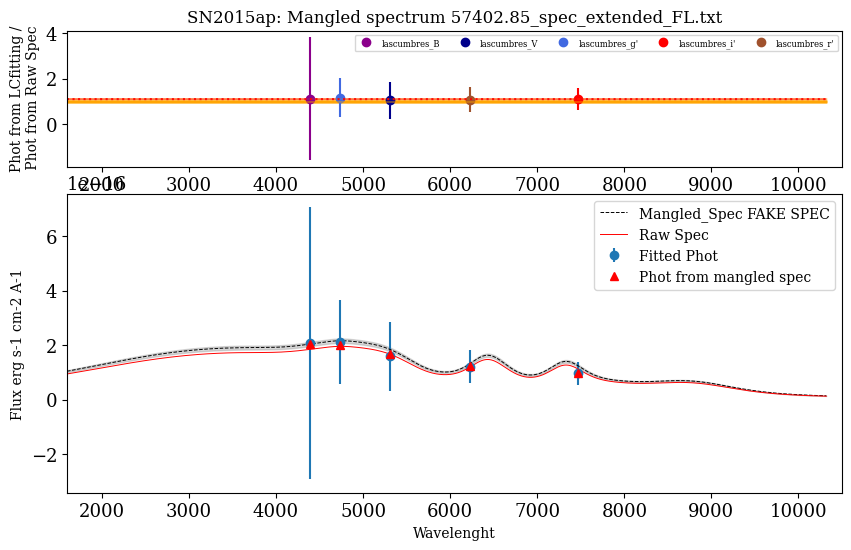 SN2015ap: Mangled spectrum 57402.85_spec_extended_FL.txt
Phot from LCfitting /
Phot from Raw Spec
4
2
0
lascumbres_B
lascumbres_V
lascumbres_g'
lascumbres_i'
lascumbres_r'
2000 3000 4000 5000 6000 7000 8000 9000 10000
1e−16
Flux erg s-1 cm-2 A-1
6
4
2
0
−2
Mangled_Spec FAKE SPEC
Raw Spec
Fitted Phot
Phot from mangled spec
2000 3000 4000 5000 6000 7000 8000 9000 10000
Wavelenght